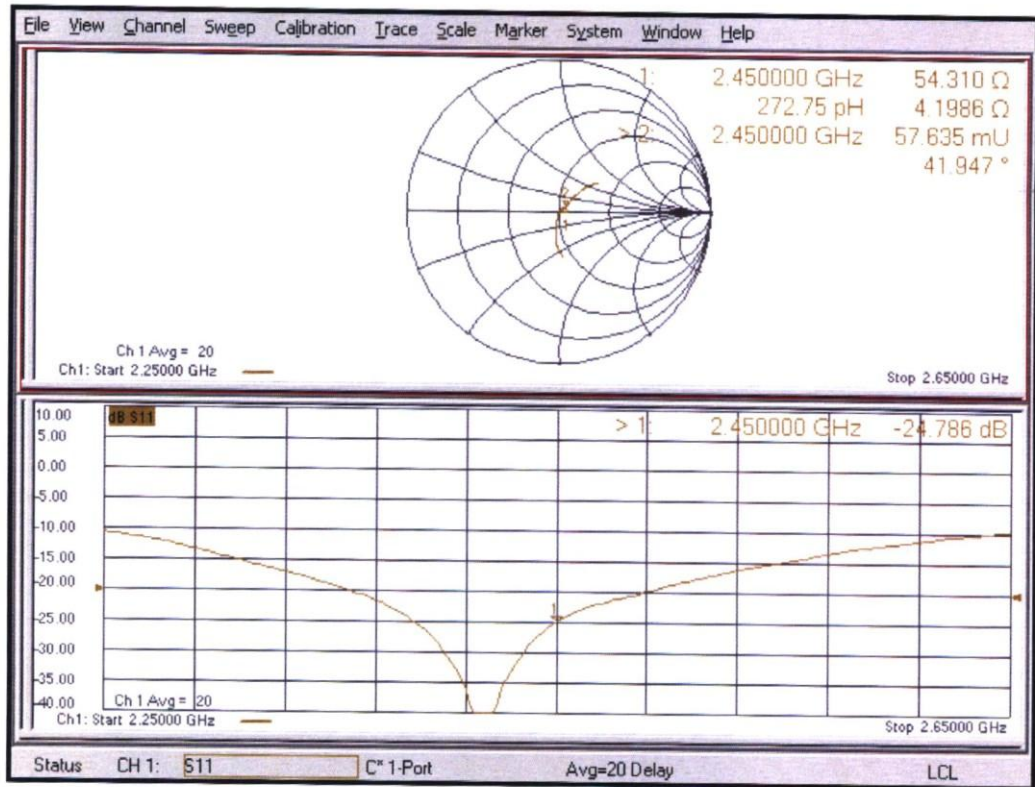 File View Channel Sweep Calibration Trace Scale Marker System Window Help
1: 2.450000 GHz 54.310 Ω
272.75 pH 4.1986 Ω
> 2: 2.450000 GHz 57.635 mU
41.947 °
2
1
Ch 1 Avg = 20
Ch1: Start 2.25000 GHz
Stop 2.65000 GHz
10.00
dB S11
> 1: 2.450000 GHz -24.786 dB
5.00
0.00
-5.00
-10.00
-15.00
-20.00
-25.00
1
-30.00
-35.00
-40.00
Ch 1 Avg = 20
Ch1: Start 2.25000 GHz
Stop 2.65000 GHz
Status CH 1: S11 C* 1-Port Avg=20 Delay LCL